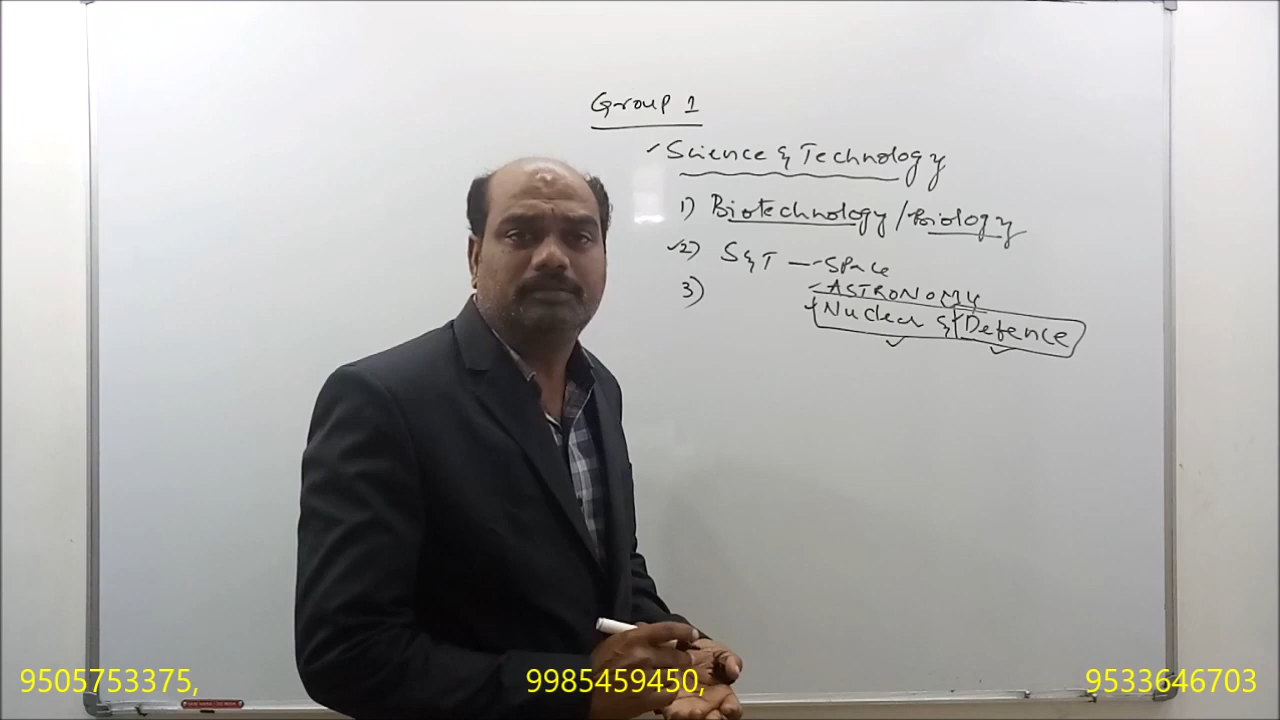 Group 1
✓ Science & Technology
1) Biotechnology / Biology
✓2) S & T — ✓ Space
✓ ASTRONOMY
Nuclear & Defence
3)
9505753375, 9985459450, 9533646703